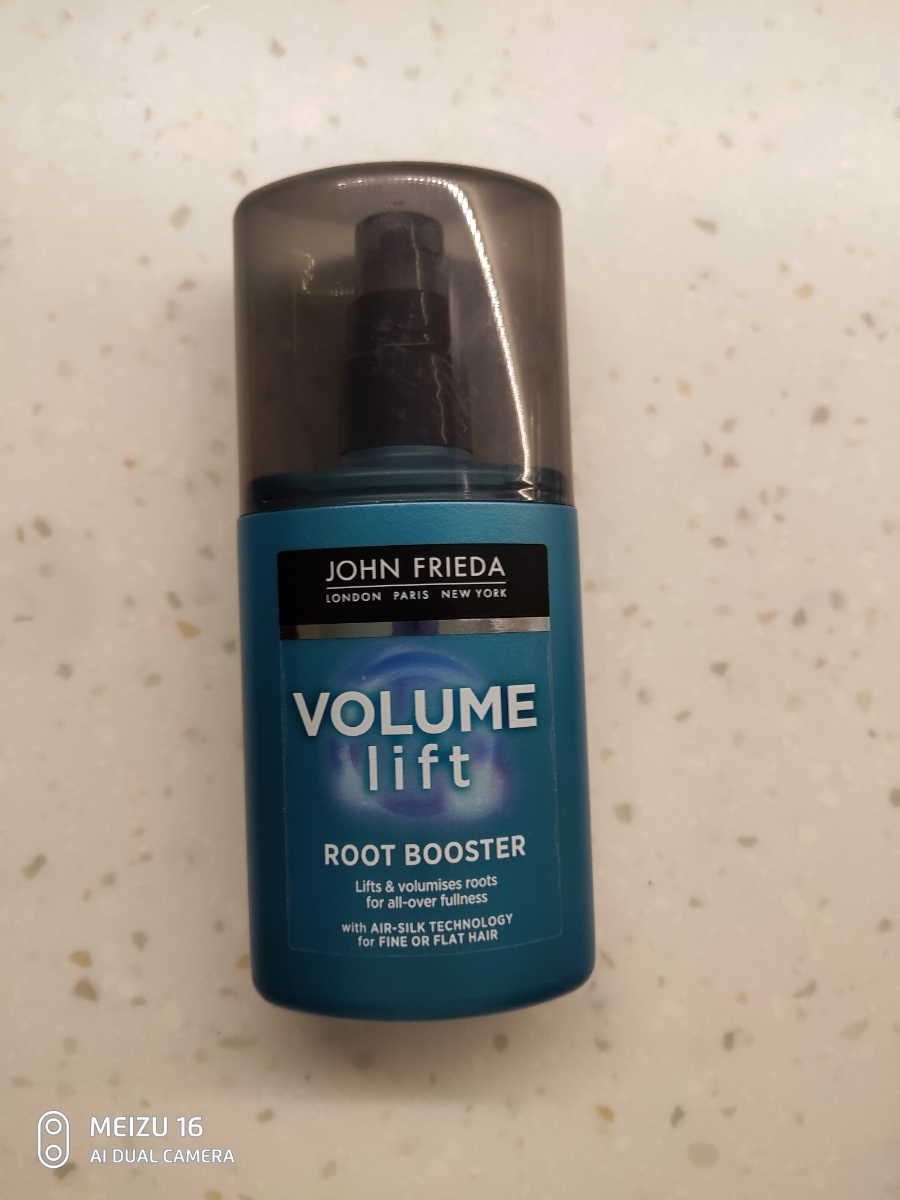 JOHN FRIEDA
LONDON PARIS NEW YORK
VOLUME
lift
ROOT BOOSTER
Lifts & volumises roots
for all-over fullness
with AIR-SILK TECHNOLOGY
for FINE OR FLAT HAIR
MEIZU 16
AI DUAL CAMERA